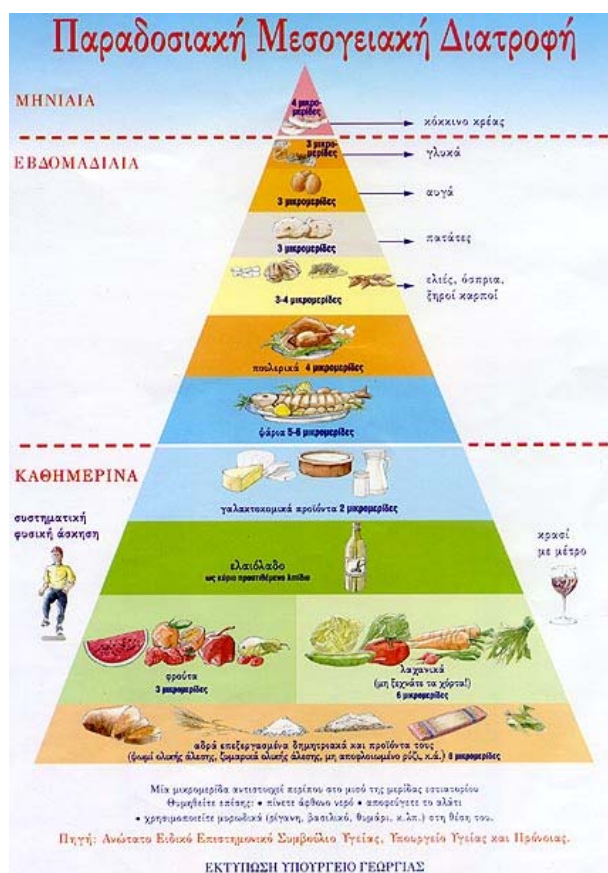 Παραδοσιακή Μεσογειακή Διατροφή
ΜΗΝΙΑΙΑ
4 μικρο-
μερίδες
κόκκινο κρέας
ΕΒΔΟΜΑΔΙΑΙΑ
3 μικρο-
μερίδες
γλυκά
3 μικρομερίδες
αυγά
3 μικρομερίδες
πατάτες
3-4 μικρομερίδες
ελιές, όσπρια,
ξηροί καρποί
πουλερικά 4 μικρομερίδες
ψάρια 5-6 μικρομερίδες
ΚΑΘΗΜΕΡΙΝΑ
γαλακτοκομικά προϊόντα 2 μικρομερίδες
συστηματική
φυσική άσκηση
ελαιόλαδο
ως κύριο προστιθέμενο λιπίδιο
κρασί
με μέτρο
φρούτα
3 μικρομερίδες
λαχανικά
(μη ξεχνάτε τα χόρτα!)
6 μικρομερίδες
αδρά επεξεργασμένα δημητριακά και προϊόντα τους
(ψωμί ολικής άλεσης, ζυμαρικά ολικής άλεσης, μη αποφλοιωμένο ρύζι, κ.ά.) 8 μικρομερίδες
Μία μικρομερίδα αντιστοιχεί περίπου στο μισό της μερίδας εστιατορίου
Θυμηθείτε επίσης: • πίνετε άφθονο νερό • αποφεύγετε το αλάτι
• χρησιμοποιείτε μυρωδικά (ρίγανη, βασιλικό, θυμάρι, κ.λπ.) στη θέση του.
Πηγή: Ανώτατο Ειδικό Επιστημονικό Συμβούλιο Υγείας, Υπουργείο Υγείας και Πρόνοιας.
ΕΚΤΥΠΩΣΗ ΥΠΟΥΡΓΕΙΟ ΓΕΩΡΓΙΑΣ